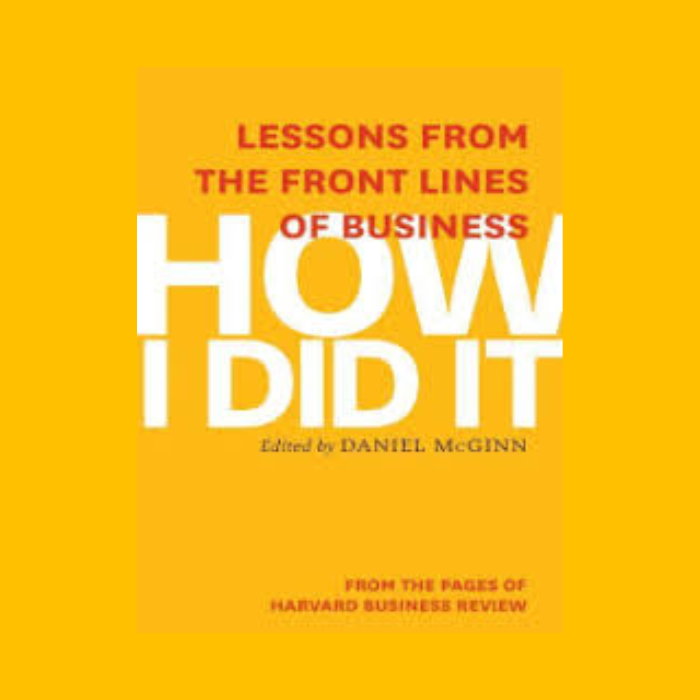 LESSONS FROM
THE FRONT LINES
OF BUSINESS
HOW
I DID IT
Edited by DANIEL McGINN
FROM THE PAGES OF
HARVARD BUSINESS REVIEW